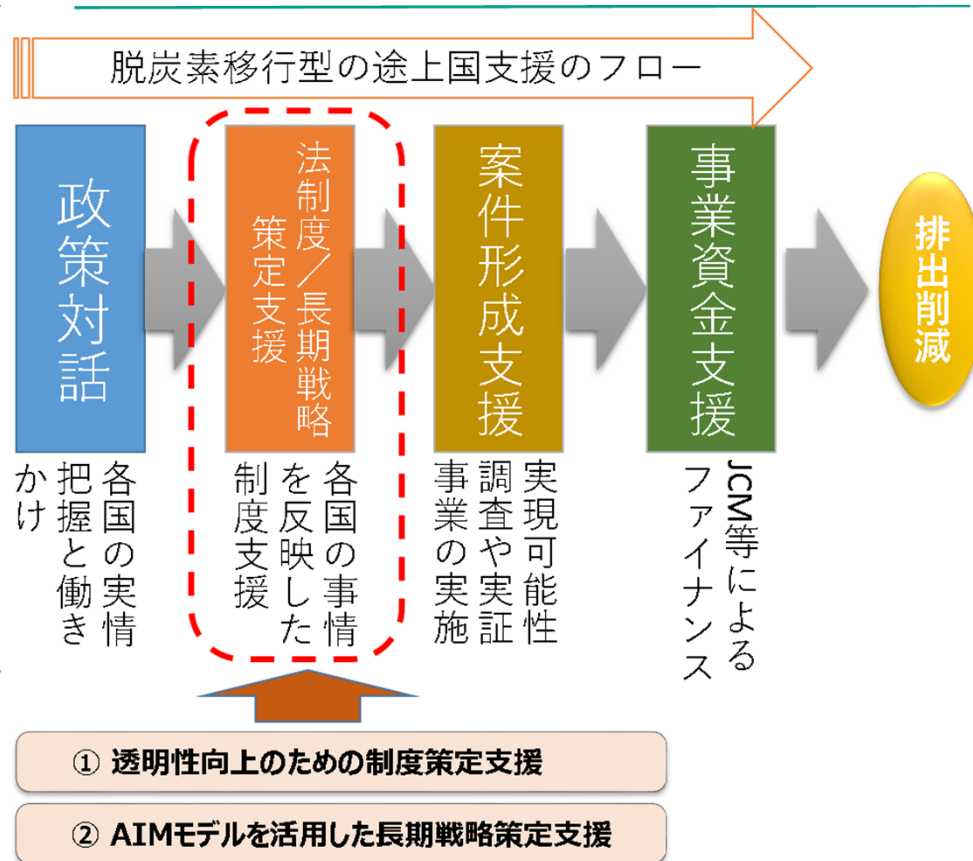 脱炭素移行型の途上国支援のフロー
政策対話
法制度／長期戦略
策定支援
案件形成支援
事業資金支援
排出削減
各国の実情
把握と働き
かけ
各国の事情
を反映した
制度支援
実現可能性
調査や実証
事業の実施
JCM等による
ファイナンス
① 透明性向上のための制度策定支援
② AIMモデルを活用した長期戦略策定支援